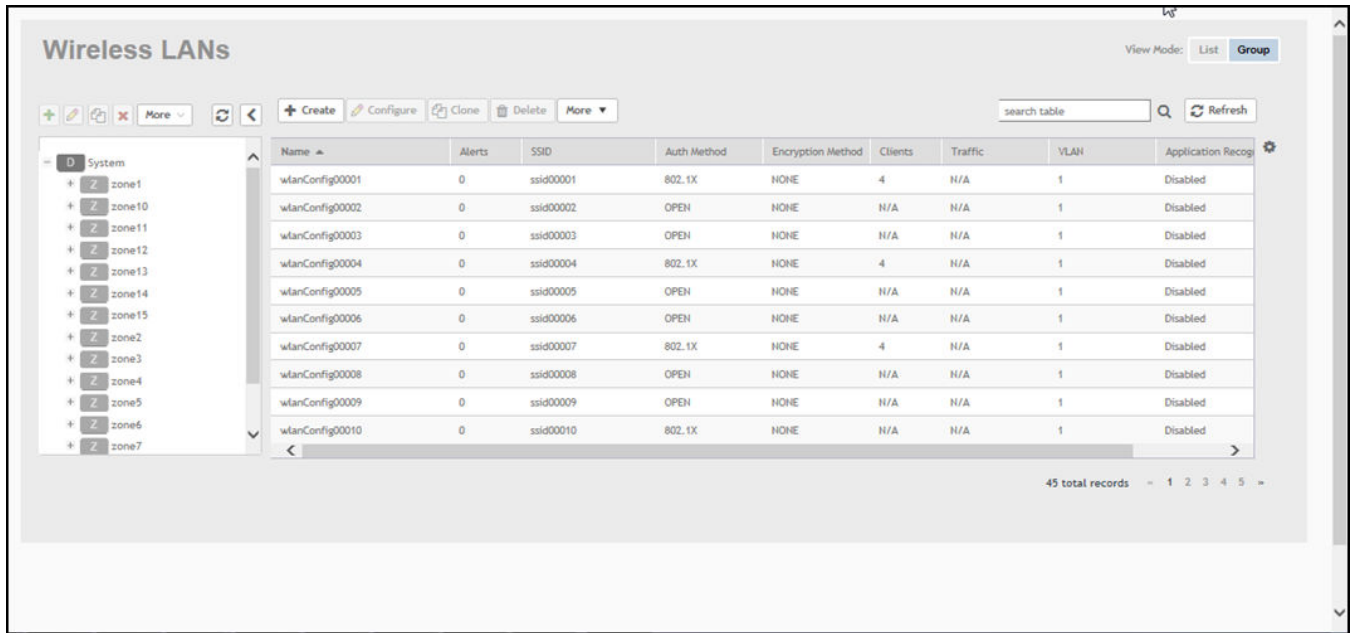 Wireless LANs
View Mode: List Group
More
+ Create Configure Clone Delete More ▼
search table Refresh
D System
Z zone1
Z zone10
Z zone11
Z zone12
Z zone13
Z zone14
Z zone15
Z zone2
Z zone3
Z zone4
Z zone5
Z zone6
Z zone7
Name ▲ Alerts SSID Auth Method Encryption Method Clients Traffic VLAN Application Recog
wlanConfig00001 0 ssid00001 802.1X NONE 4 N/A 1 Disabled
wlanConfig00002 0 ssid00002 OPEN NONE N/A N/A 1 Disabled
wlanConfig00003 0 ssid00003 OPEN NONE N/A N/A 1 Disabled
wlanConfig00004 0 ssid00004 802.1X NONE 4 N/A 1 Disabled
wlanConfig00005 0 ssid00005 OPEN NONE N/A N/A 1 Disabled
wlanConfig00006 0 ssid00006 OPEN NONE N/A N/A 1 Disabled
wlanConfig00007 0 ssid00007 802.1X NONE 4 N/A 1 Disabled
wlanConfig00008 0 ssid00008 OPEN NONE N/A N/A 1 Disabled
wlanConfig00009 0 ssid00009 OPEN NONE N/A N/A 1 Disabled
wlanConfig00010 0 ssid00010 802.1X NONE N/A N/A 1 Disabled
45 total records « 1 2 3 4 5 »